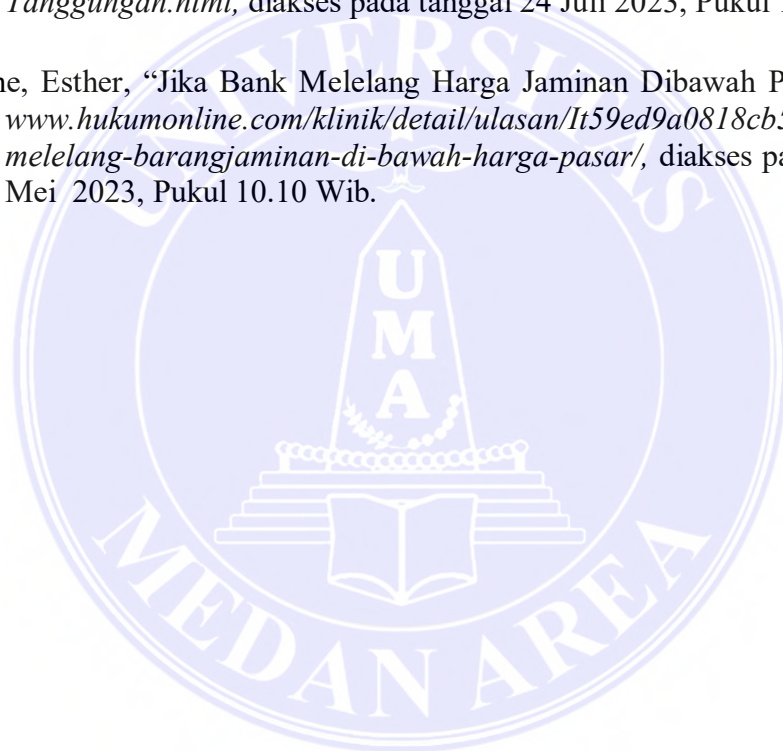 Tanggungan.html, diakses pada tanggal 24 Juli 2023, Pukul
Esther, “Jika Bank Melelang Harga Jaminan Dibawah P
www.hukumonline.com/klinik/detail/ulasan/It59ed9a0818cb5
melelang-barangjaminan-di-bawah-harga-pasar/, diakses pa
Mei 2023, Pukul 10.10 Wib.
UNIVERSITAS
U
M
A
MEDAN AREA